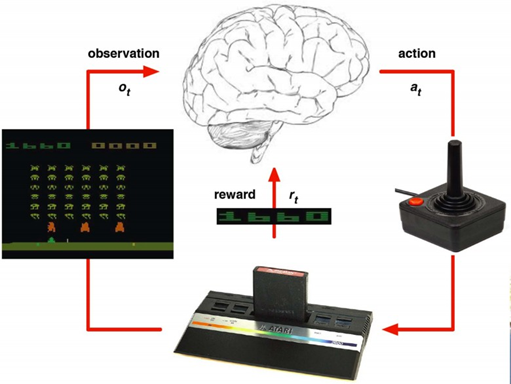 observation
action
o_t
a_t
1660 0000
reward
r_t
1660
ATARI